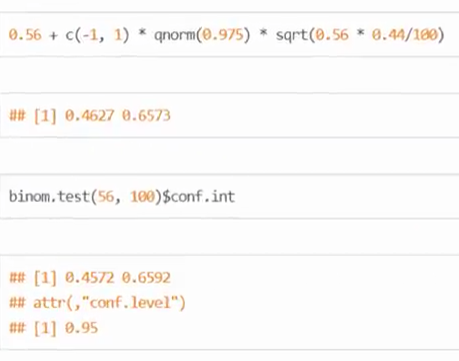 0.56 + c(-1, 1) * qnorm(0.975) * sqrt(0.56 * 0.44/100)
## [1] 0.4627 0.6573
binom.test(56, 100)$conf.int
## [1] 0.4572 0.6592
## attr(,"conf.level")
## [1] 0.95